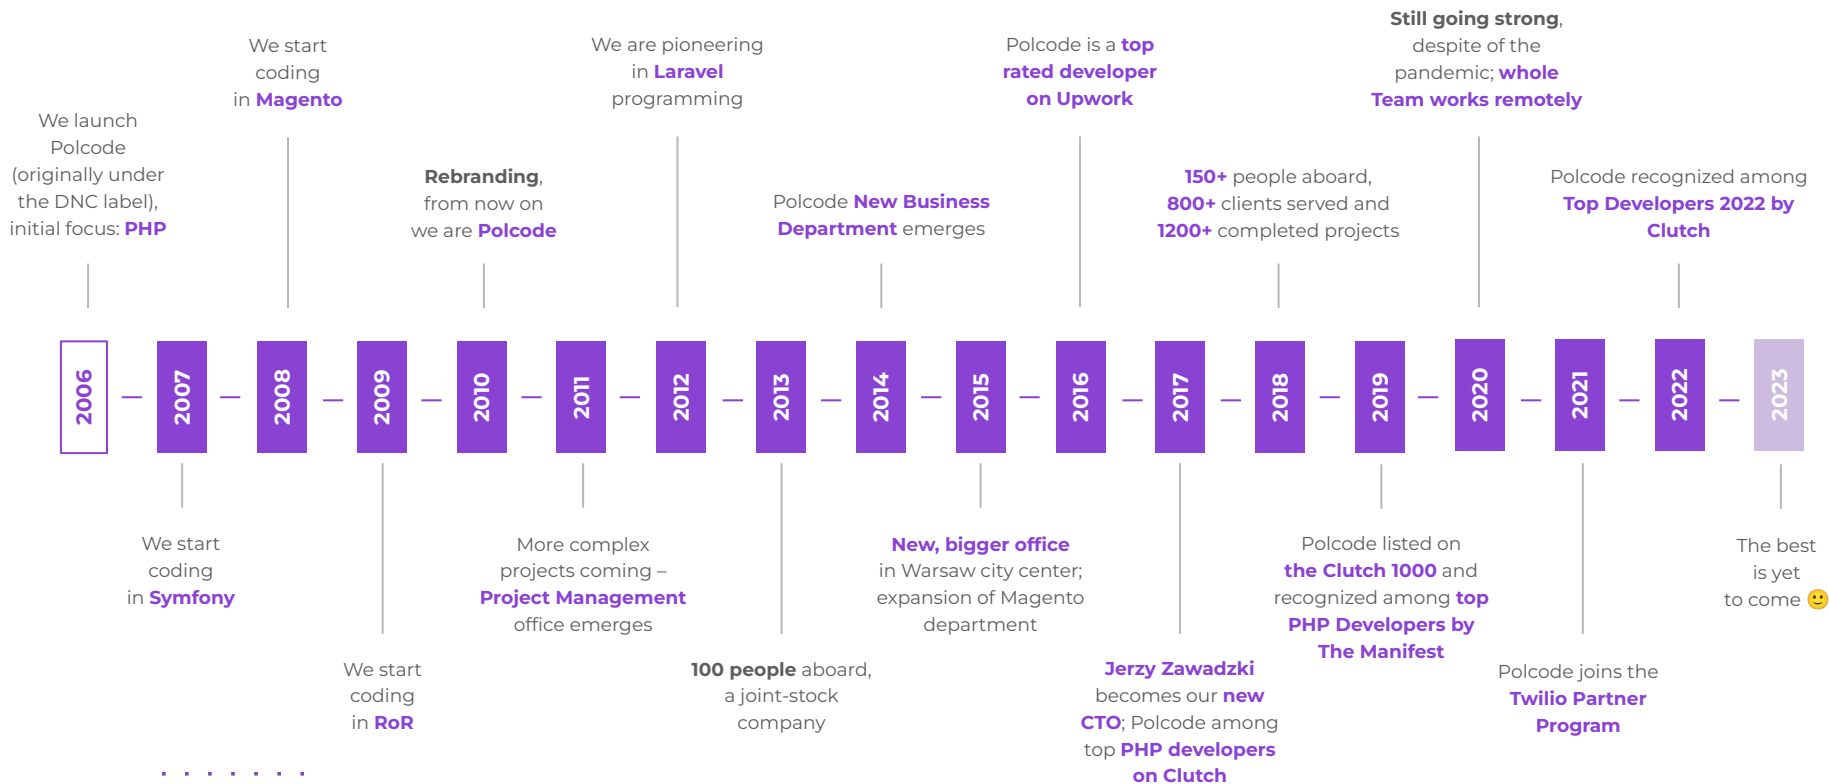 We launch
Polcode
(originally under
the DNC label),
initial focus: PHP
We start
coding
in Magento
Rebranding,
from now on
we are Polcode
We are pioneering
in Laravel
programming
Polcode New Business
Department emerges
Polcode is a top
rated developer
on Upwork
150+ people aboard,
800+ clients served and
1200+ completed projects
Still going strong,
despite of the
pandemic; whole
Team works remotely
Polcode recognized among
Top Developers 2022 by
Clutch
2006
2007
2008
2009
2010
2011
2012
2013
2014
2015
2016
2017
2018
2019
2020
2021
2022
2023
We start
coding
in Symfony
We start
coding
in RoR
More complex
projects coming –
Project Management
office emerges
100 people aboard,
a joint-stock
company
New, bigger office
in Warsaw city center;
expansion of Magento
department
Jerzy Zawadzki
becomes our new
CTO; Polcode among
top PHP developers
on Clutch
Polcode listed on
the Clutch 1000 and
recognized among top
PHP Developers by
The Manifest
Polcode joins the
Twilio Partner
Program
The best
is yet
to come 🙂